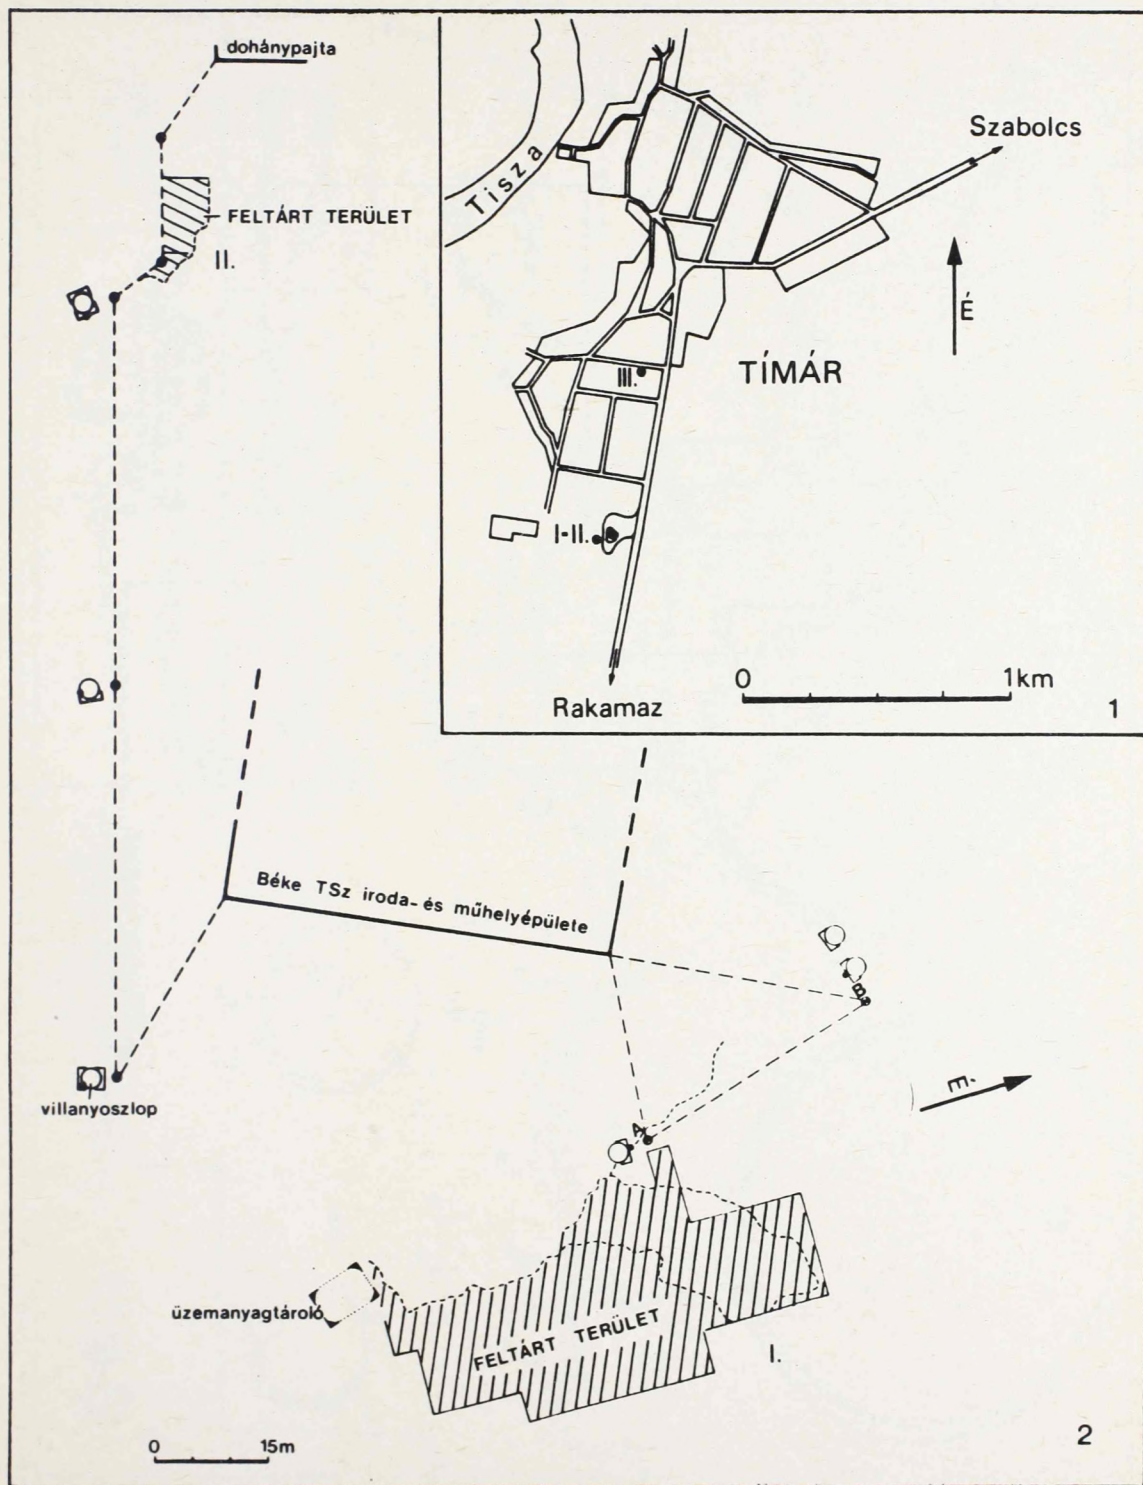 dohánypajta
FELTÁRT TERÜLET
II.
Tisza
Szabolcs
É
TÍMÁR
III.
I-II.
Rakamaz
0 1km
1
Béke TSz iroda- és műhelyépülete
B
É.
villanyoszlop
A
üzemanyagtároló
FELTÁRT TERÜLET
I.
0 15m
2